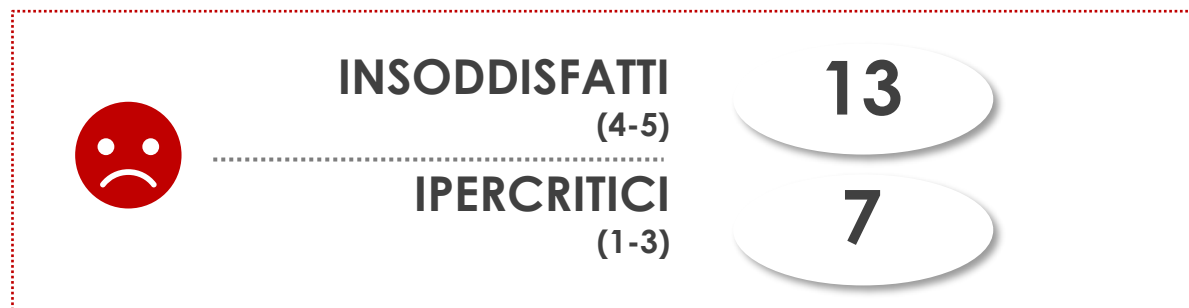 INSODDISFATTI
(4-5)
13
IPERCRITICI
(1-3)
7